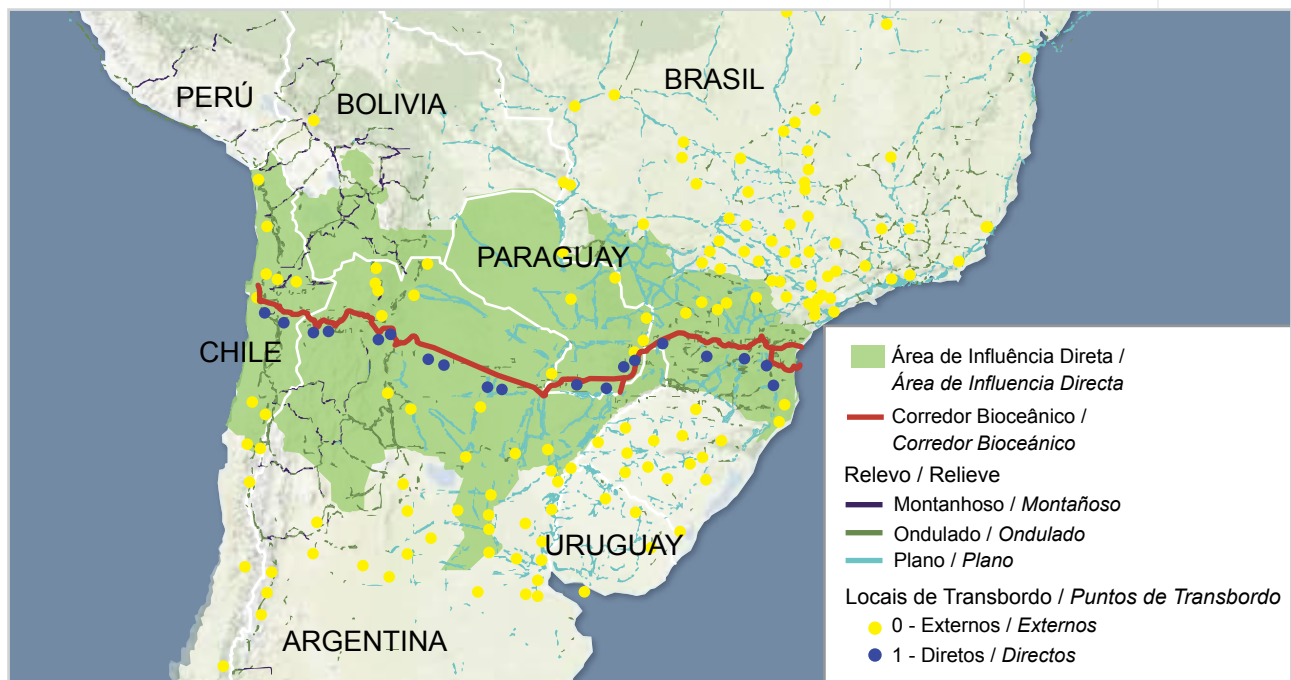 BRASIL
PERÚ
BOLIVIA
PARAGUAY
CHILE
URUGUAY
ARGENTINA
Área de Influência Direta /
Área de Influencia Directa
Corredor Bioceânico /
Corredor Bioceánico
Relevo / Relieve
Montanhoso / Montañoso
Ondulado / Ondulado
Plano / Plano
Locais de Transbordo / Puntos de Transbordo
0 - Externos / Externos
1 - Diretos / Directos